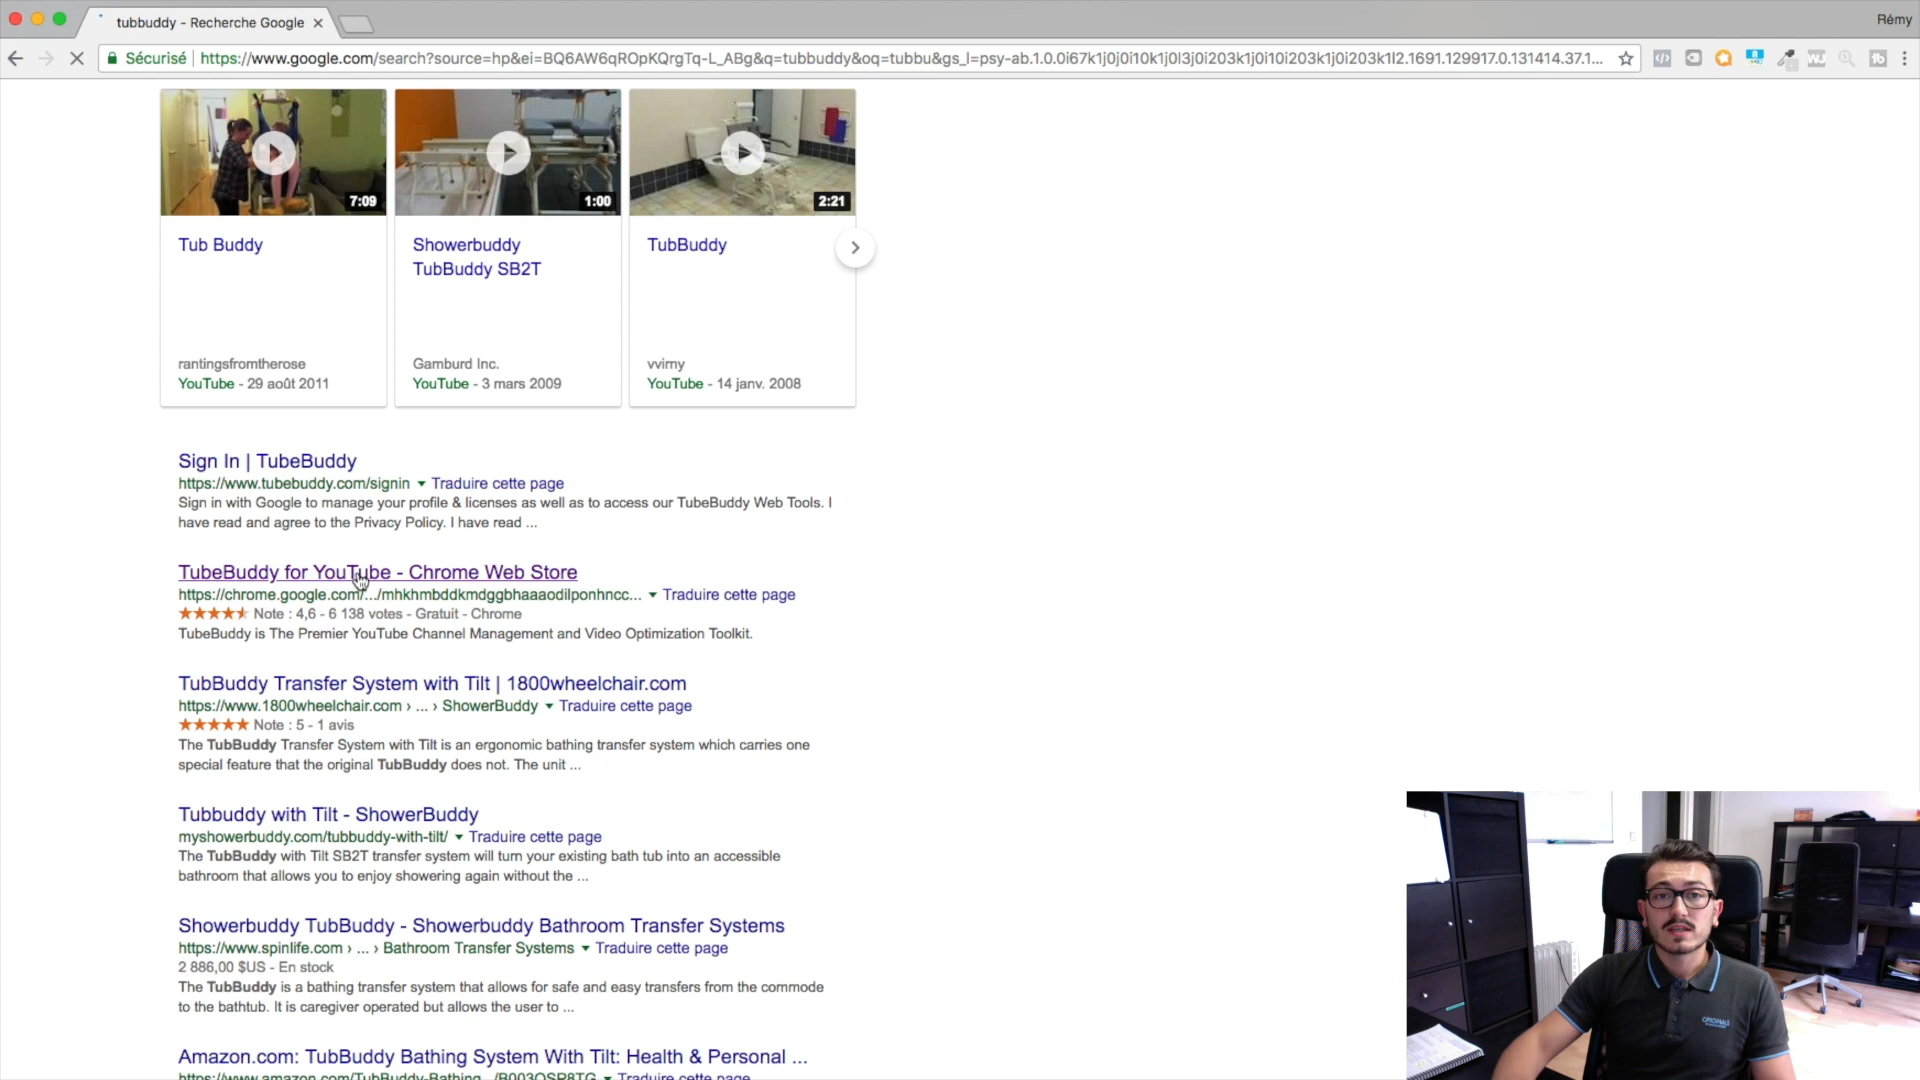 tubbuddy - Recherche Google
Rémy
Sécurisé
https://www.google.com/search?source=hp&ei=BQ6AW6qROpKQrgTq-L_ABg&q=tubbuddy&oq=tubbu&gs_l=psy-ab.1.0.0i67k1j0j0i10k1j0l3j0i203k1j0i10i203k1j0i203k1l2.1691.129917.0.131414.37.1...
7:09
1:00
2:21
Tub Buddy
rantingsfromtherose
YouTube - 29 août 2011
Showerbuddy
TubBuddy SB2T
Gamburd Inc.
YouTube - 3 mars 2009
TubBuddy
vvirny
YouTube - 14 janv. 2008
Sign In | TubeBuddy
https://www.tubebuddy.com/signin Traduire cette page
Sign in with Google to manage your profile & licenses as well as to access our TubeBuddy Web Tools. I
have read and agree to the Privacy Policy. I have read ...
TubeBuddy for YouTube - Chrome Web Store
https://chrome.google.com/.../mhkhmbddkmdggbhaaaodilponhncc... Traduire cette page
Note : 4,6 - 6 138 votes - Gratuit - Chrome
TubeBuddy is The Premier YouTube Channel Management and Video Optimization Toolkit.
TubBuddy Transfer System with Tilt | 1800wheelchair.com
https://www.1800wheelchair.com › ... › ShowerBuddy Traduire cette page
Note : 5 - 1 avis
The TubBuddy Transfer System with Tilt is an ergonomic bathing transfer system which carries one
special feature that the original TubBuddy does not. The unit ...
Tubbuddy with Tilt - ShowerBuddy
myshowerbuddy.com/tubbuddy-with-tilt/ Traduire cette page
The TubBuddy with Tilt SB2T transfer system will turn your existing bath tub into an accessible
bathroom that allows you to enjoy showering again without the ...
Showerbuddy TubBuddy - Showerbuddy Bathroom Transfer Systems
https://www.spinlife.com › ... › Bathroom Transfer Systems Traduire cette page
2 886,00 $US - En stock
The TubBuddy is a bathing transfer system that allows for safe and easy transfers from the commode
to the bathtub. It is caregiver operated but allows the user to ...
Amazon.com: TubBuddy Bathing System With Tilt: Health & Personal ...
https://www.amazon.com/TubBuddy-Bathing.../B003OSR8TG Traduire cette page
ORIGINALS